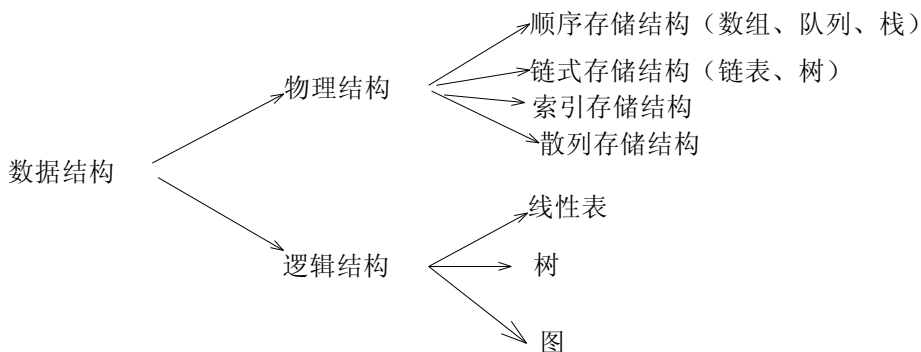 顺序存储结构（数组、队列、栈）
链式存储结构（链表、树）
物理结构
索引存储结构
散列存储结构
数据结构
线性表
逻辑结构
树
图